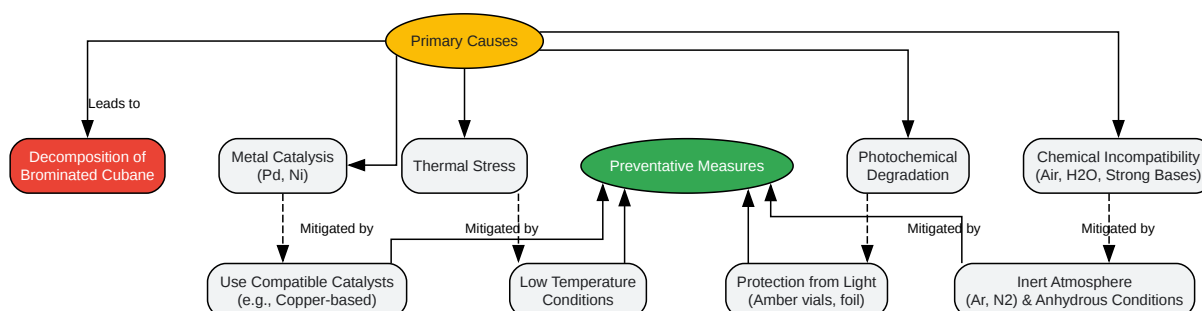 Primary Causes
Leads to
Decomposition of
Brominated Cubane
Metal Catalysis
(Pd, Ni)
Thermal Stress
Preventative Measures
Photochemical
Degradation
Chemical Incompatibility
(Air, H2O, Strong Bases)
Mitigated by
Mitigated by
Mitigated by
Mitigated by
Use Compatible Catalysts
(e.g., Copper-based)
Low Temperature
Conditions
Protection from Light
(Amber vials, foil)
Inert Atmosphere
(Ar, N2) & Anhydrous Conditions